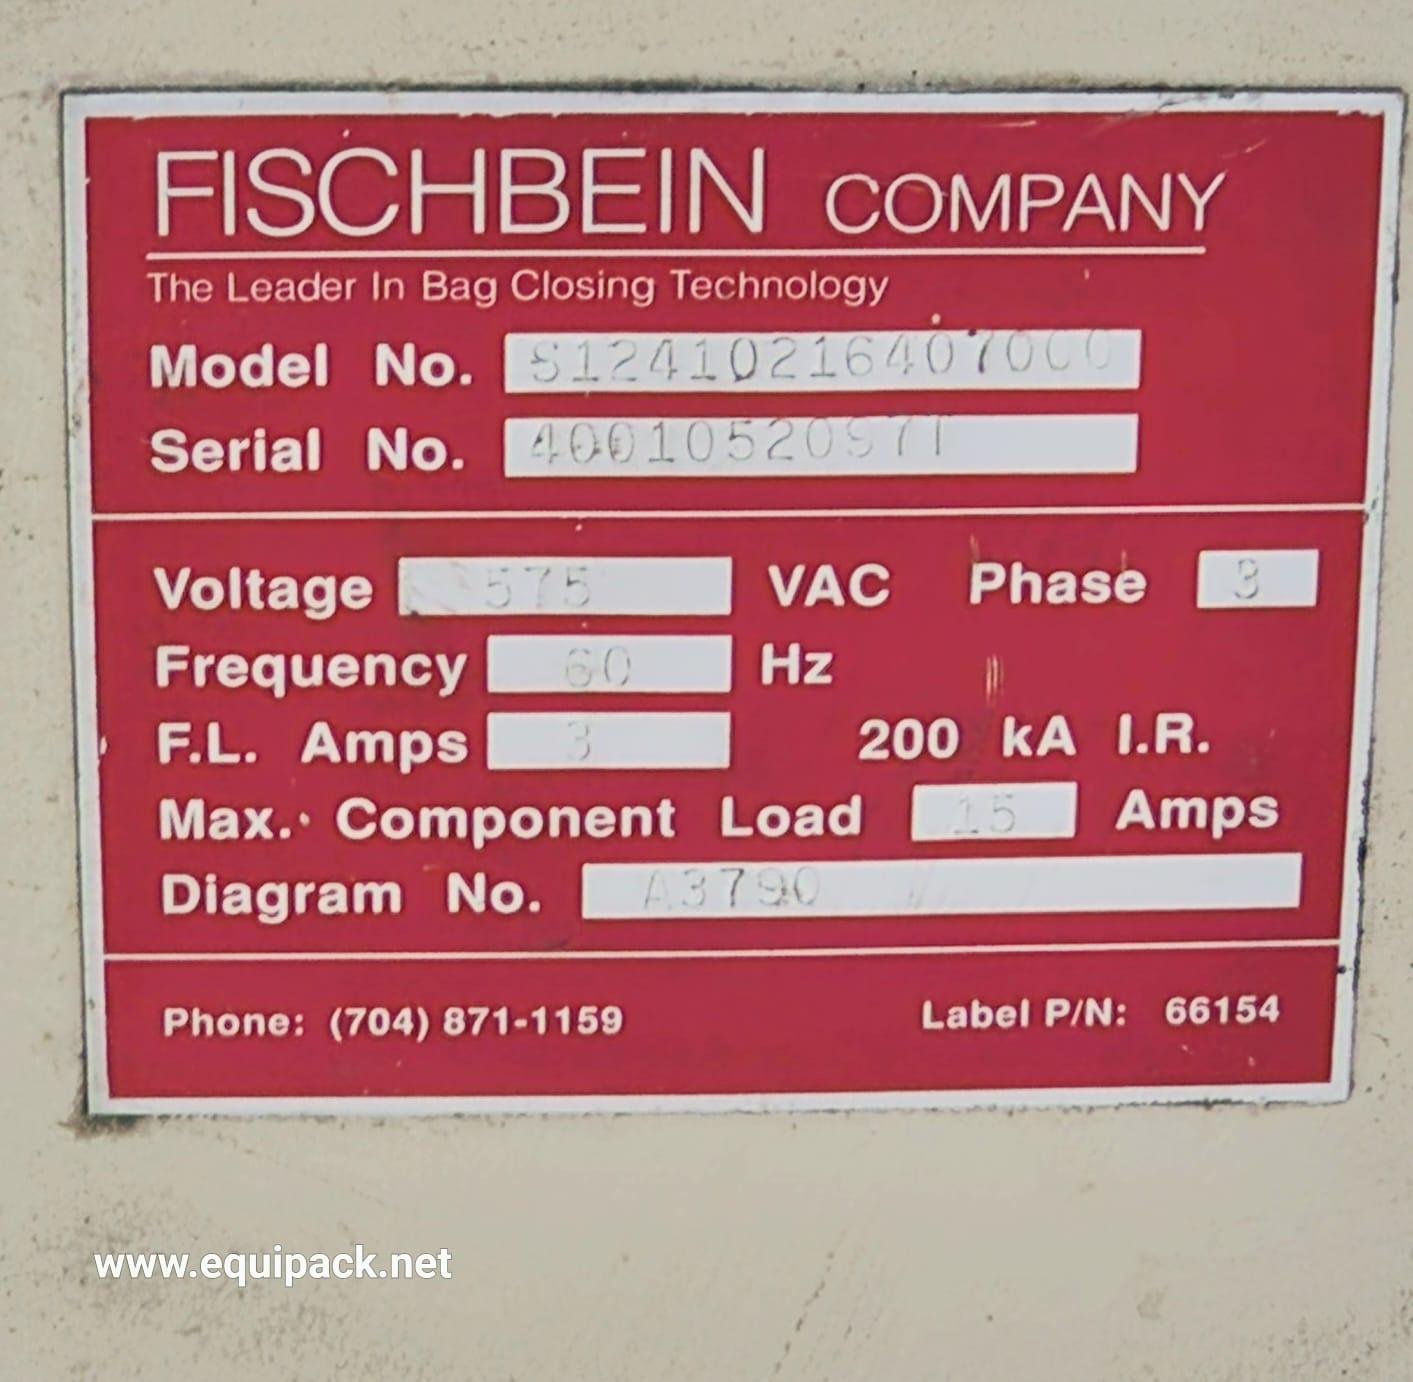 FISCHBEIN COMPANY
The Leader In Bag Closing Technology
Model No. S12410216407000
Serial No.
Voltage 575 VAC Phase 3
Frequency 60 Hz
F.L. Amps 3 200 kA I.R.
Max. Component Load 15 Amps
Diagram No. A3790
Phone: (704) 871-1159 Label P/N: 66154
www.equipack.net